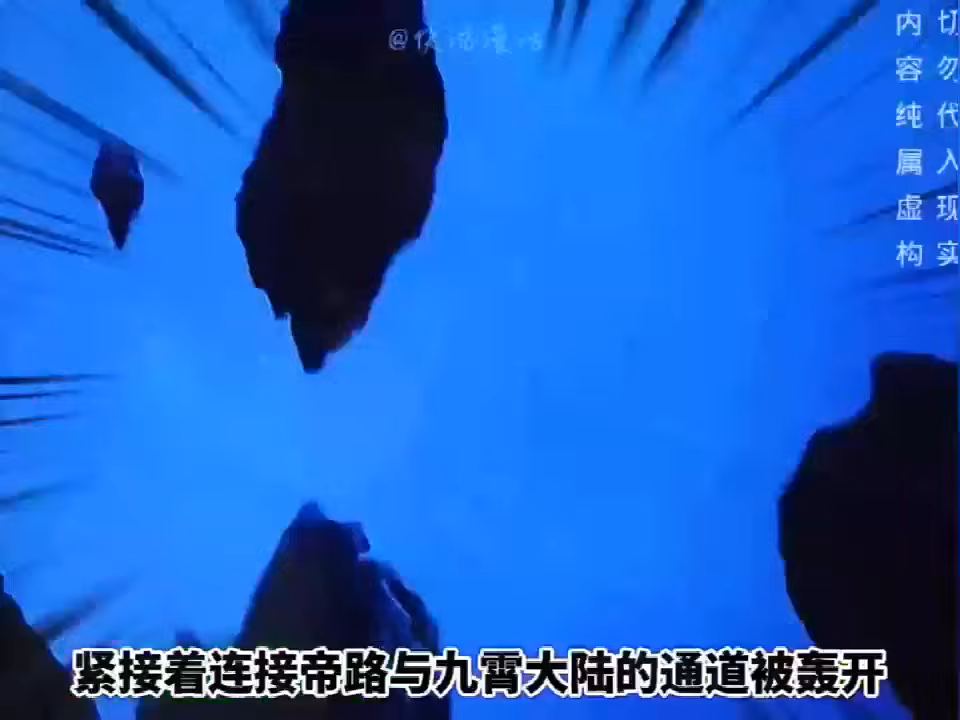 内容纯属虚构
切勿代入现实
紧接着连接帝路与九霄大陆的通道被轰开